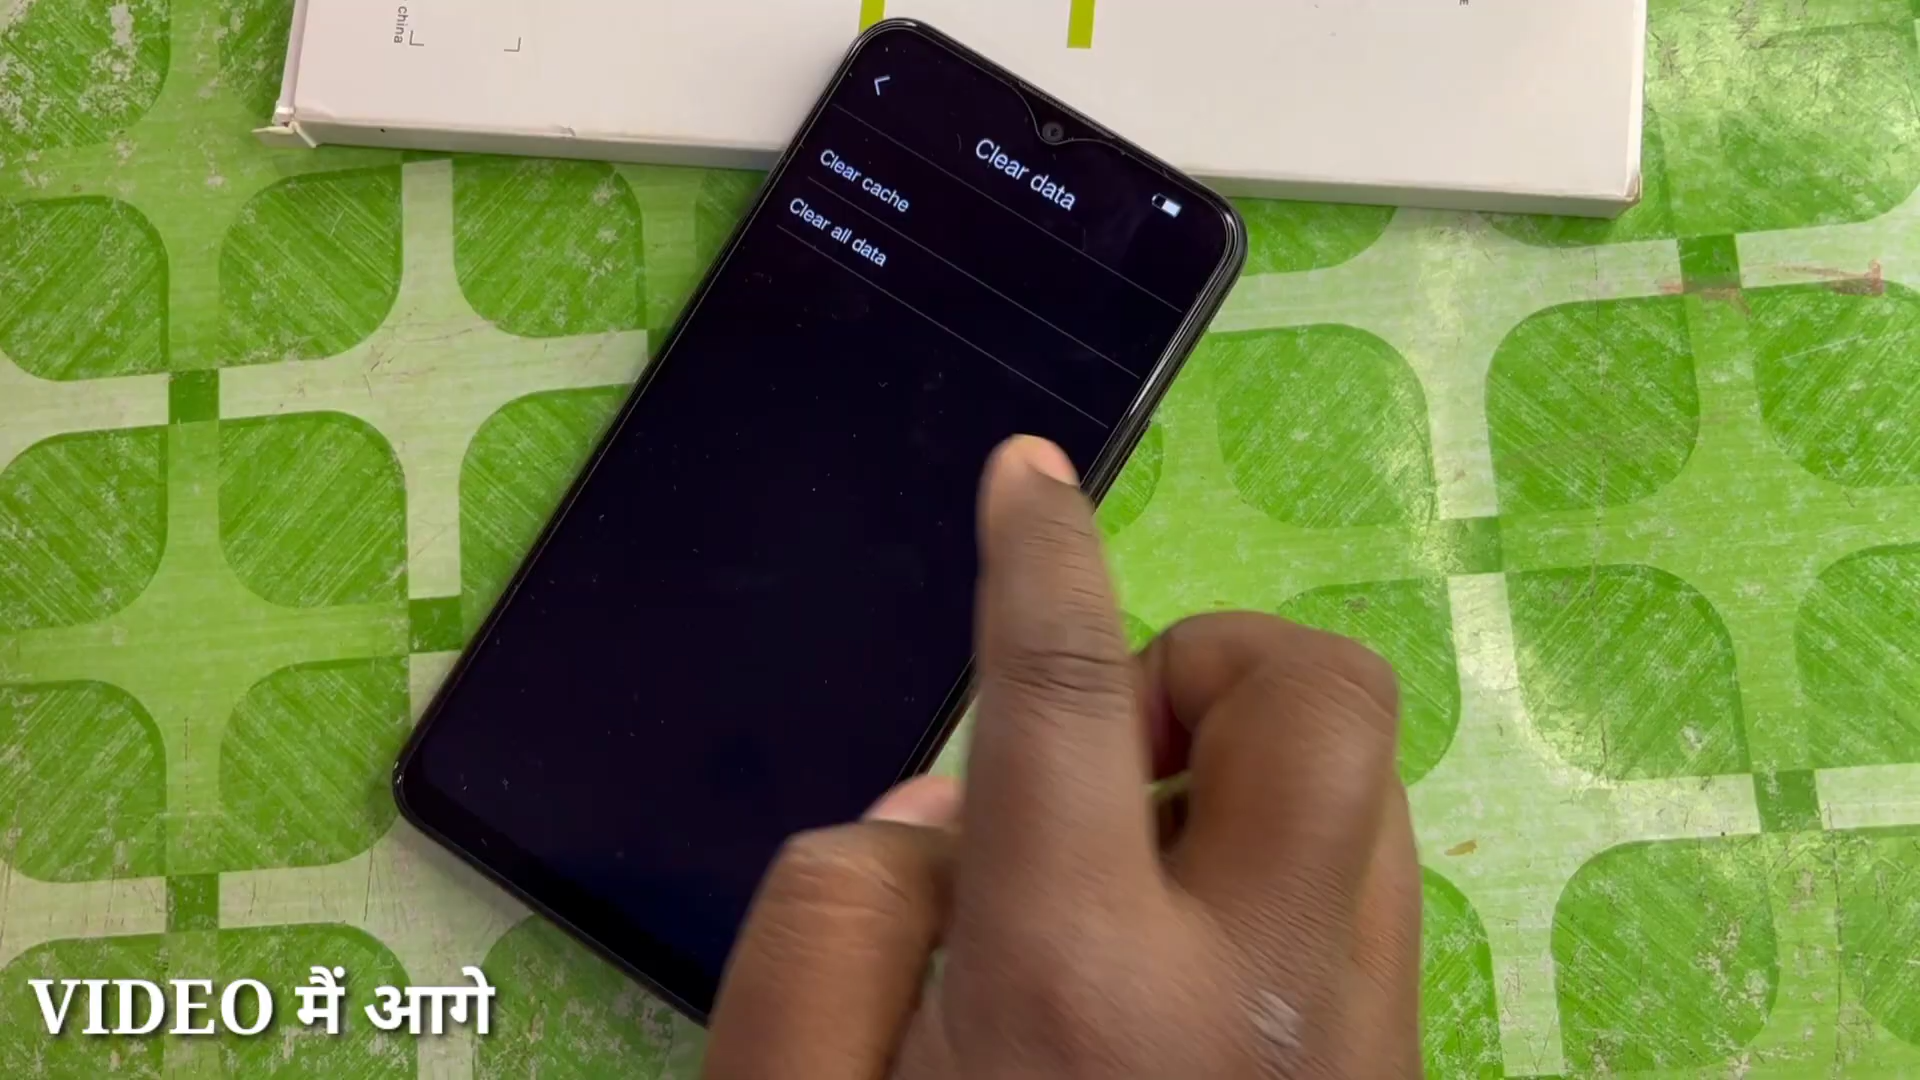 china
E
Clear data
Clear cache
Clear all data
VIDEO मैं आगे